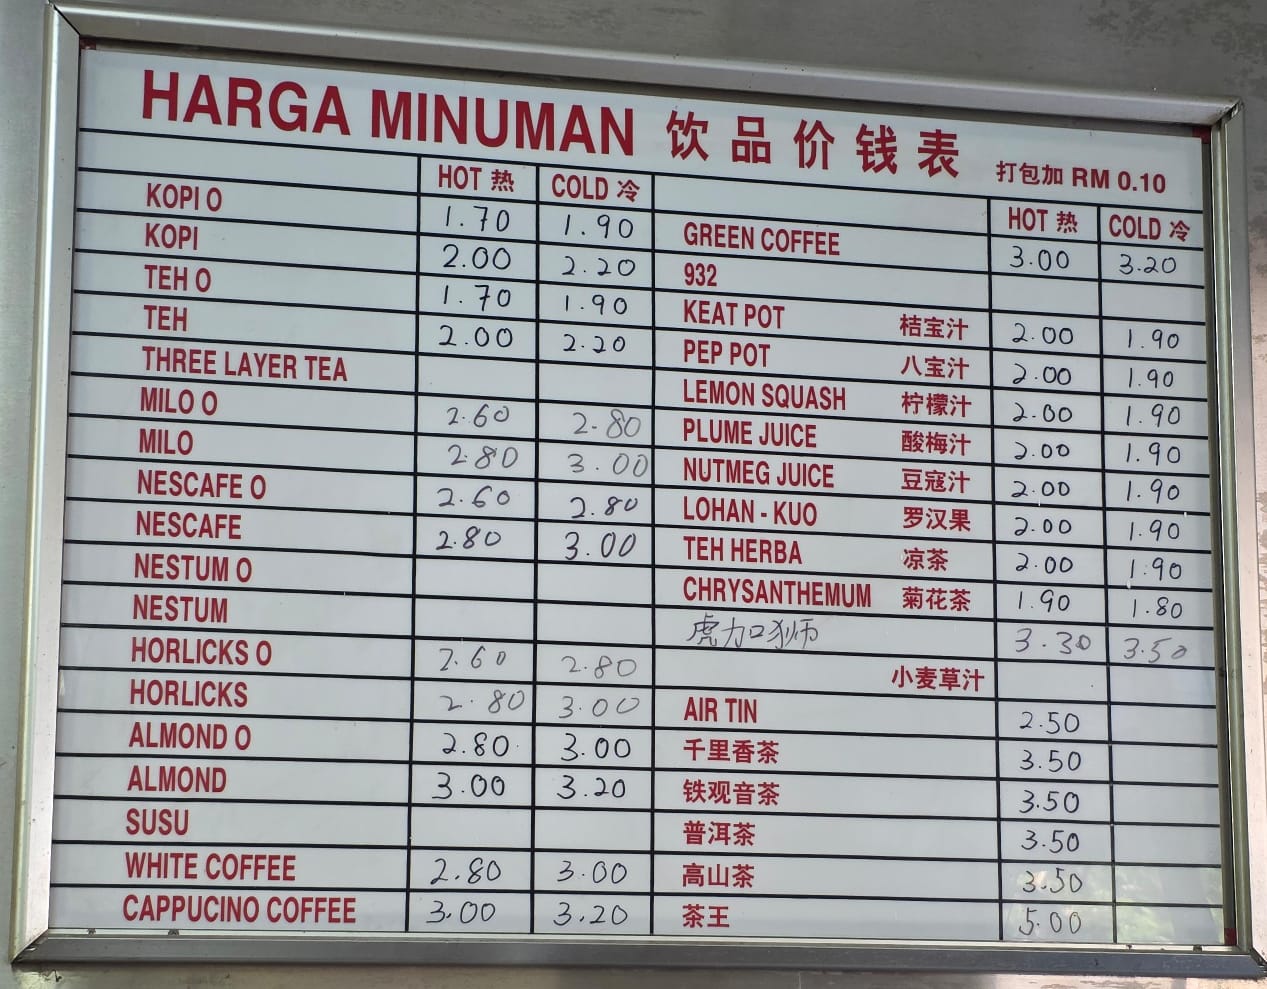 HARGA MINUMAN 饮品价钱表 打包加 RM 0.10
HOT 热 COLD 冷
KOPI O 1.70 1.90
KOPI 2.00 2.20
TEH O 1.70 1.90
TEH 2.00 2.20
THREE LAYER TEA
MILO O 2.60 2.80
MILO 2.80 3.00
NESCAFE O 2.60 2.80
NESCAFE 2.80 3.00
NESTUM O
NESTUM
HORLICKS O 2.60 2.80
HORLICKS 2.80 3.00
ALMOND O 2.80 3.00
ALMOND 3.00 3.20
SUSU
WHITE COFFEE 2.80 3.00
CAPPUCINO COFFEE 3.00 3.20
HOT 热 COLD 冷
GREEN COFFEE 3.00 3.20
932
KEAT POT 桔宝汁 2.00 1.90
PEP POT 八宝汁 2.00 1.90
LEMON SQUASH 柠檬汁 2.00 1.90
PLUME JUICE 酸梅汁 2.00 1.90
NUTMEG JUICE 豆寇汁 2.00 1.90
LOHAN - KUO 罗汉果 2.00 1.90
TEH HERBA 凉茶 2.00 1.90
CHRYSANTHEMUM 菊花茶 1.90 1.80
虎力口狮 3.30 3.50
小麦草汁
AIR TIN 2.50
千里香茶 3.50
铁观音茶 3.50
普洱茶 3.50
高山茶 3.50
茶王 5.00